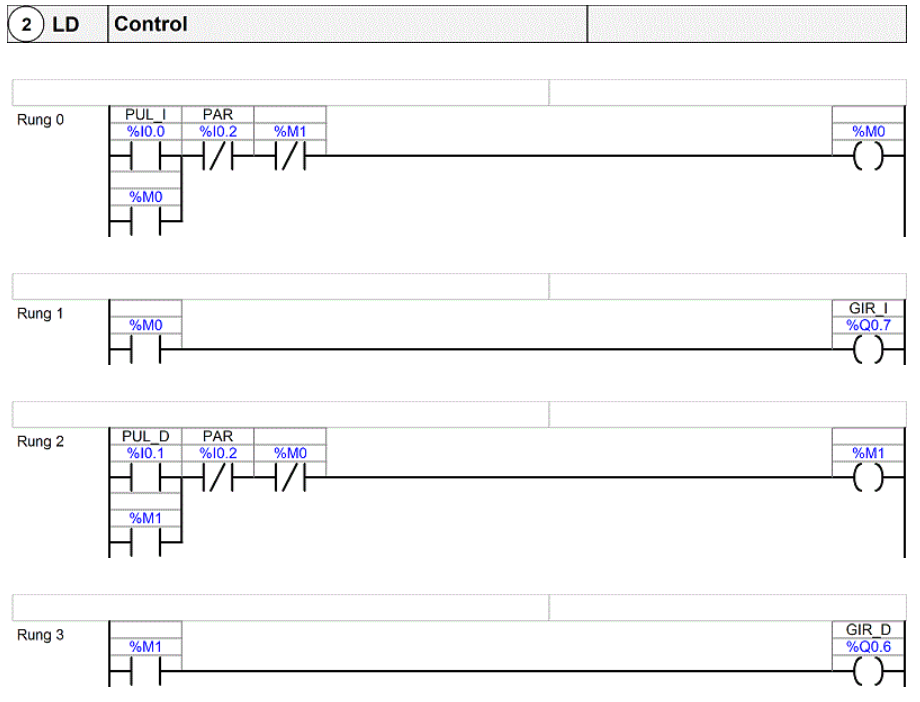 2 LD Control
Rung 0
PUL_I PAR
%I0.0 %I0.2 %M1 %M0
%M0
Rung 1
GIR_I
%M0 %Q0.7
Rung 2
PUL_D PAR
%I0.1 %I0.2 %M0 %M1
%M1
Rung 3
GIR_D
%M1 %Q0.6